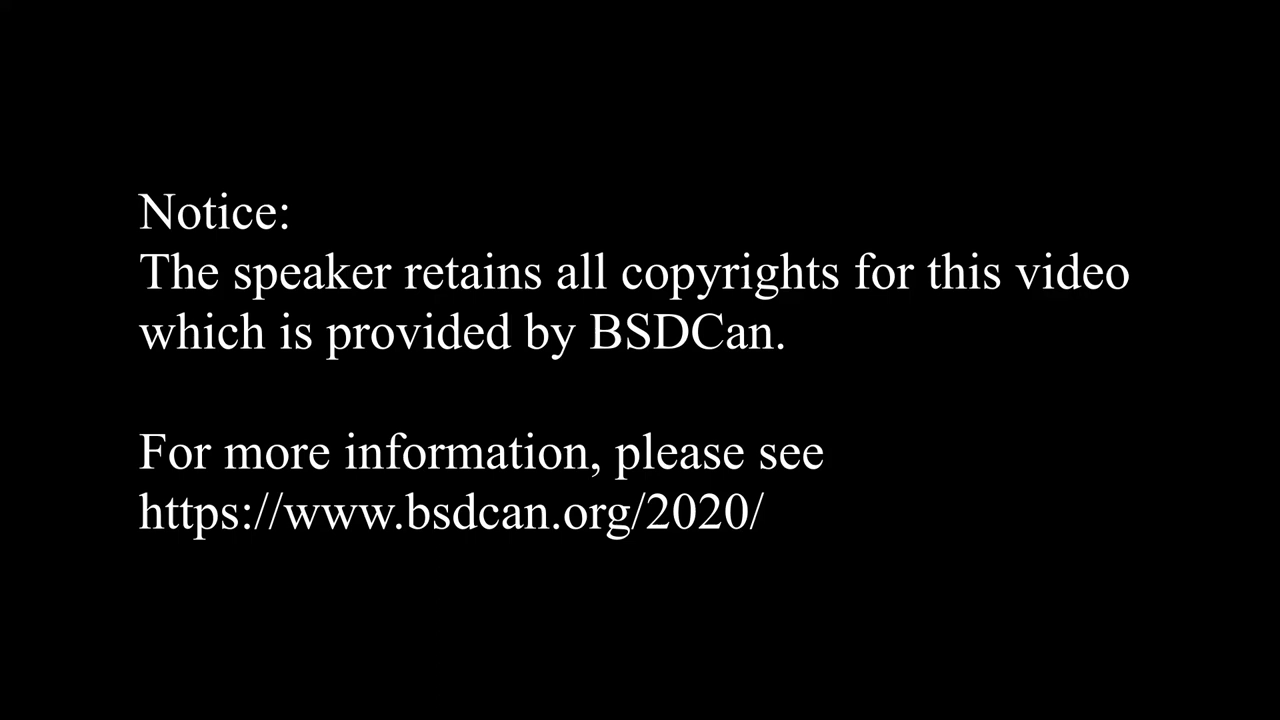 Notice:
The speaker retains all copyrights for this video
which is provided by BSDCan.
For more information, please see
https://www.bsdcan.org/2020/